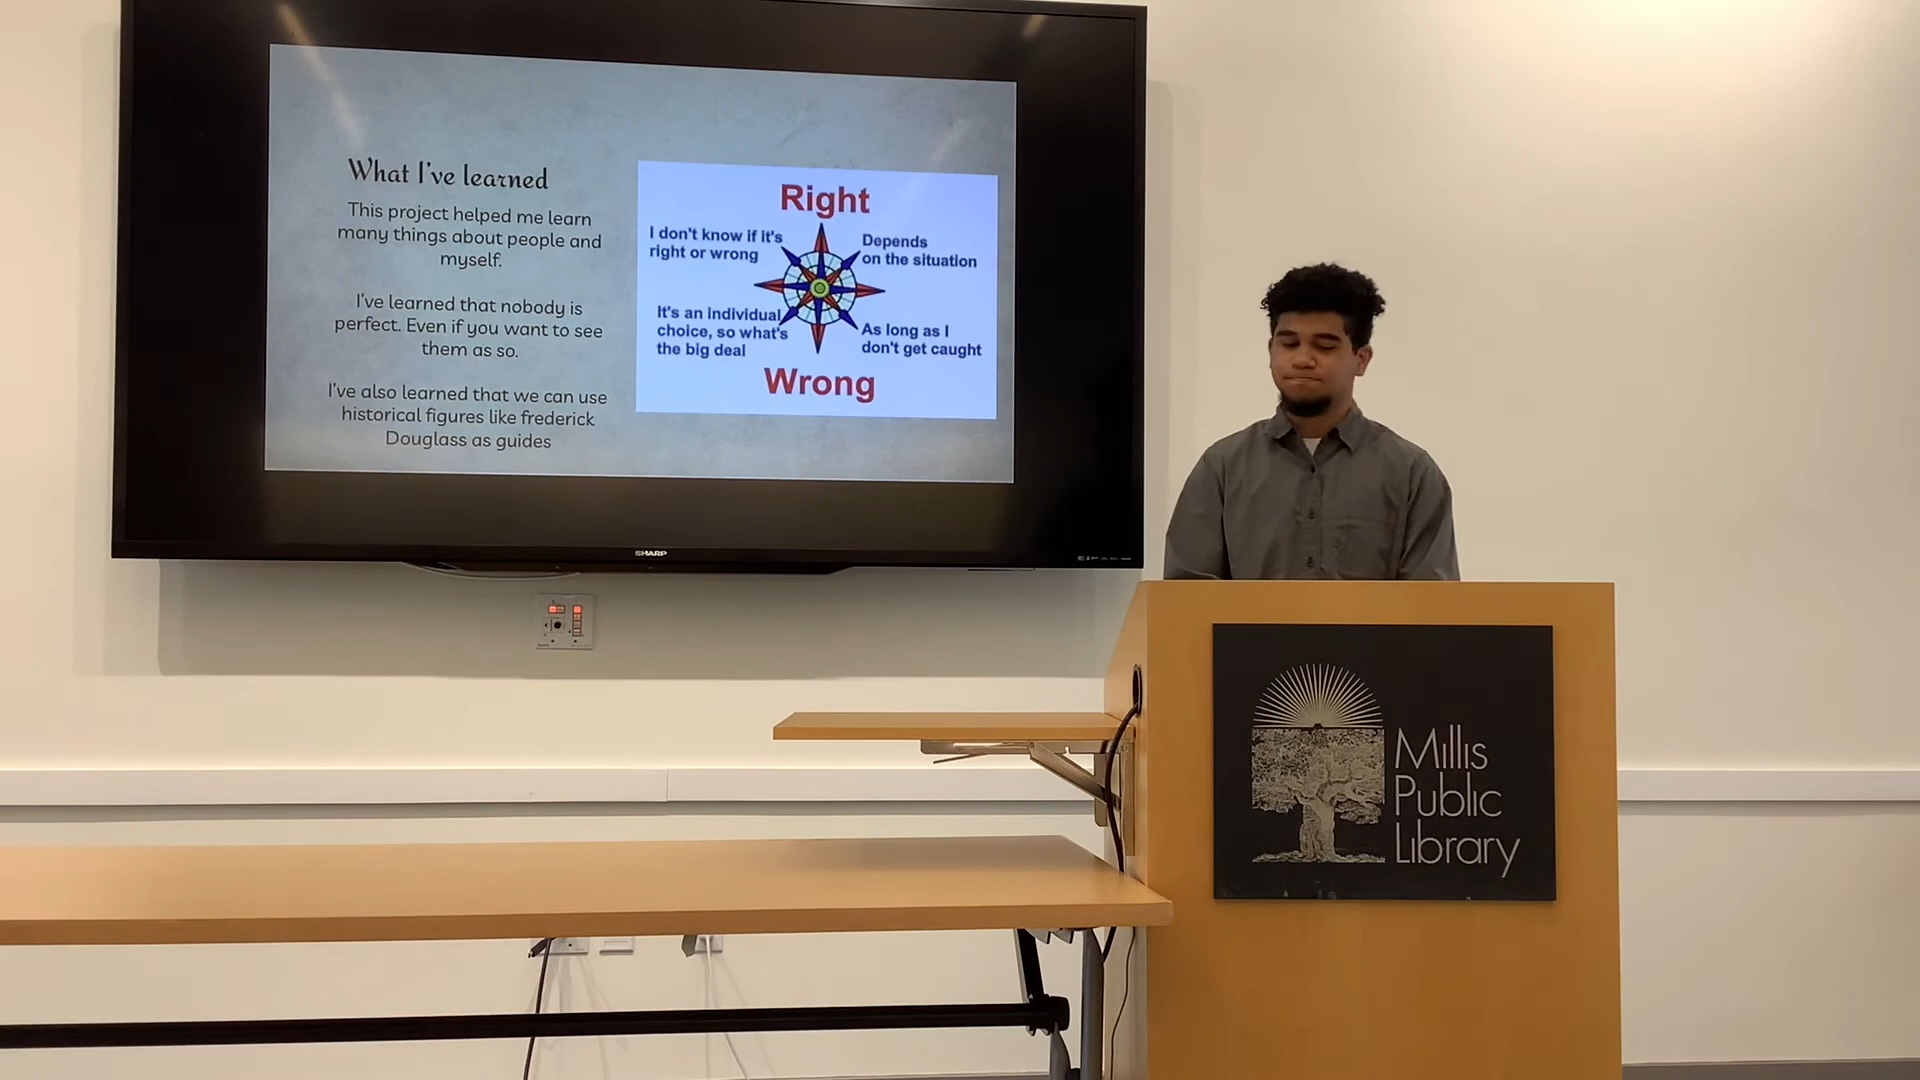 What I've learned
This project helped me learn
many things about people and
myself.
I've learned that nobody is
perfect. Even if you want to see
them as so.
I've also learned that we can use
historical figures like frederick
Douglass as guides
Right
I don't know if it's
right or wrong
Depends
on the situation
It's an individual
choice, so what's
the big deal
As long as I
don't get caught
Wrong
SHARP
Millis
Public
Library